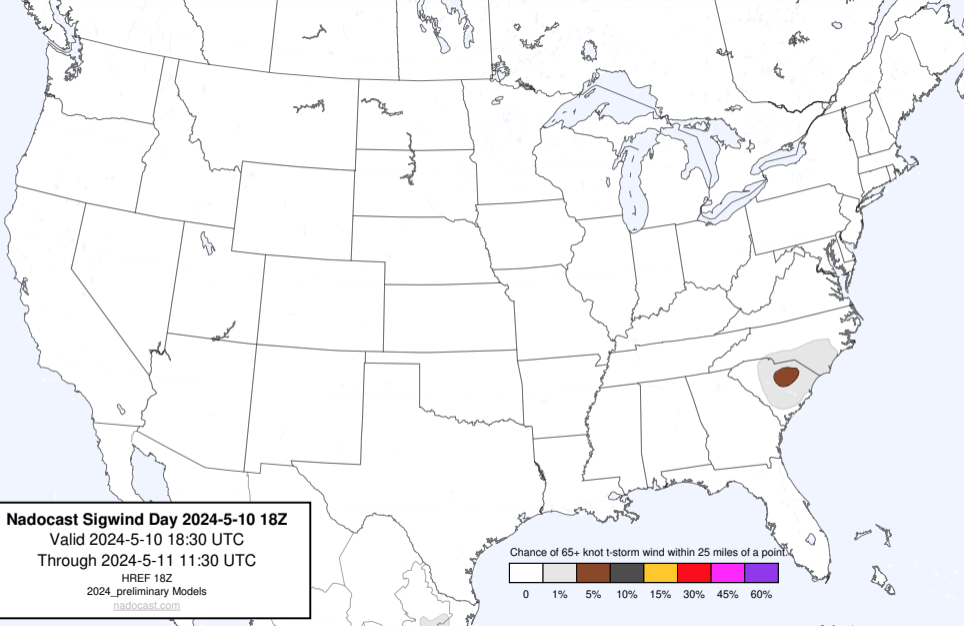 Nadocast Sigwind Day 2024-5-10 18Z
Valid 2024-5-10 18:30 UTC
Through 2024-5-11 11:30 UTC
HREF 18Z
2024_preliminary Models
nadocast.com
Chance of 65+ knot t-storm wind within 25 miles of a point.
0 1% 5% 10% 15% 30% 45% 60%